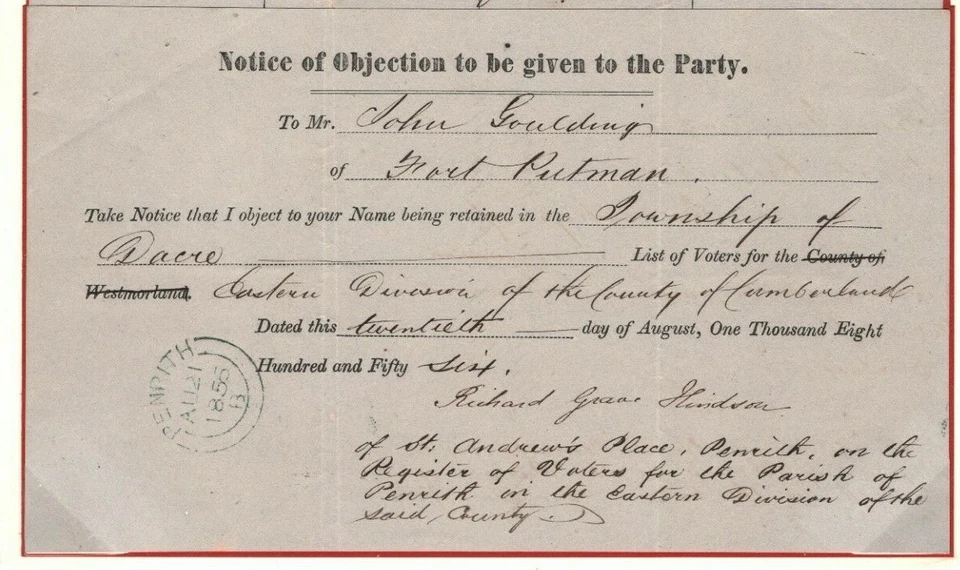 Notice of Objection to be given to the Party.
To Mr. John Goulding
of Fort Putman.
Take Notice that I object to your Name being retained in the Township of
Dacre List of Voters for the County of
Westmorland. Eastern Division of the County of Cumberland
Dated this twentieth day of August, One Thousand Eight
Hundred and Fifty six.
Richard Grave Hindson
of St. Andrew's Place, Penrith, on the
Register of Voters for the Parish of
Penrith in the Eastern Division of the
said County.
PENRITH
AU 21
1856
B